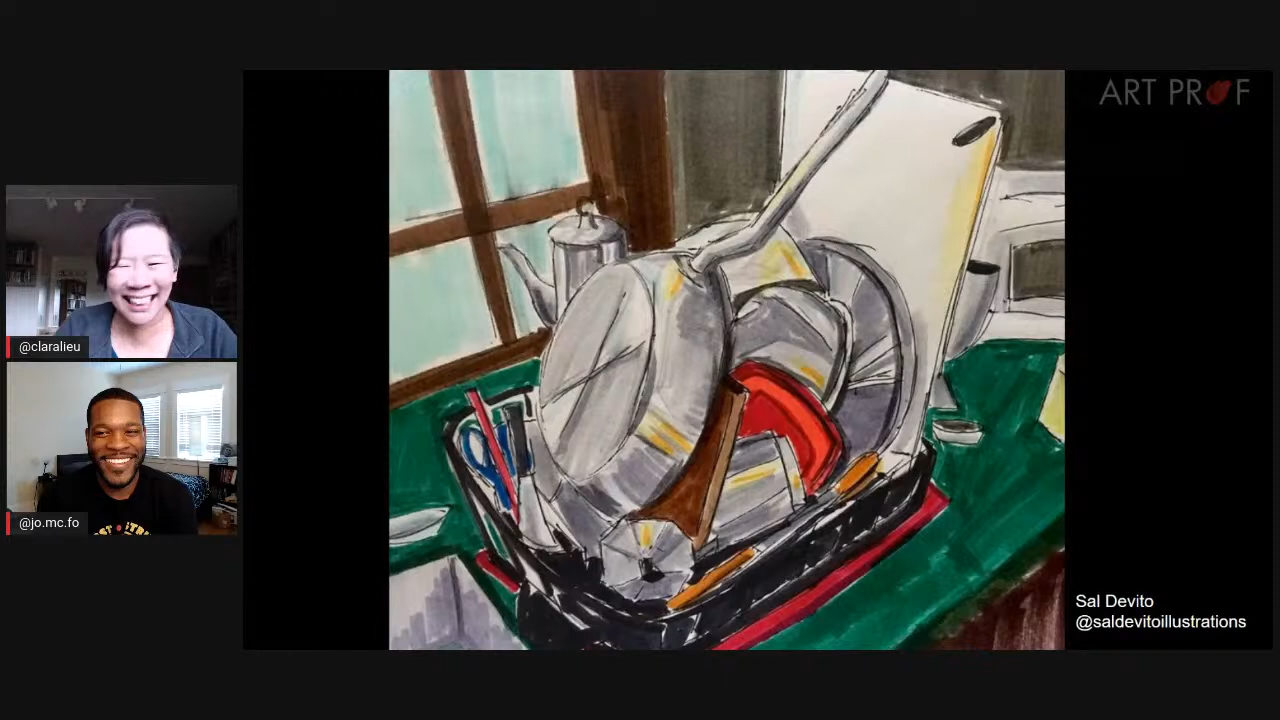 ART PROF
@claralieu
@jo.mc.fo
Sal Devito
@saldevitoillustrations